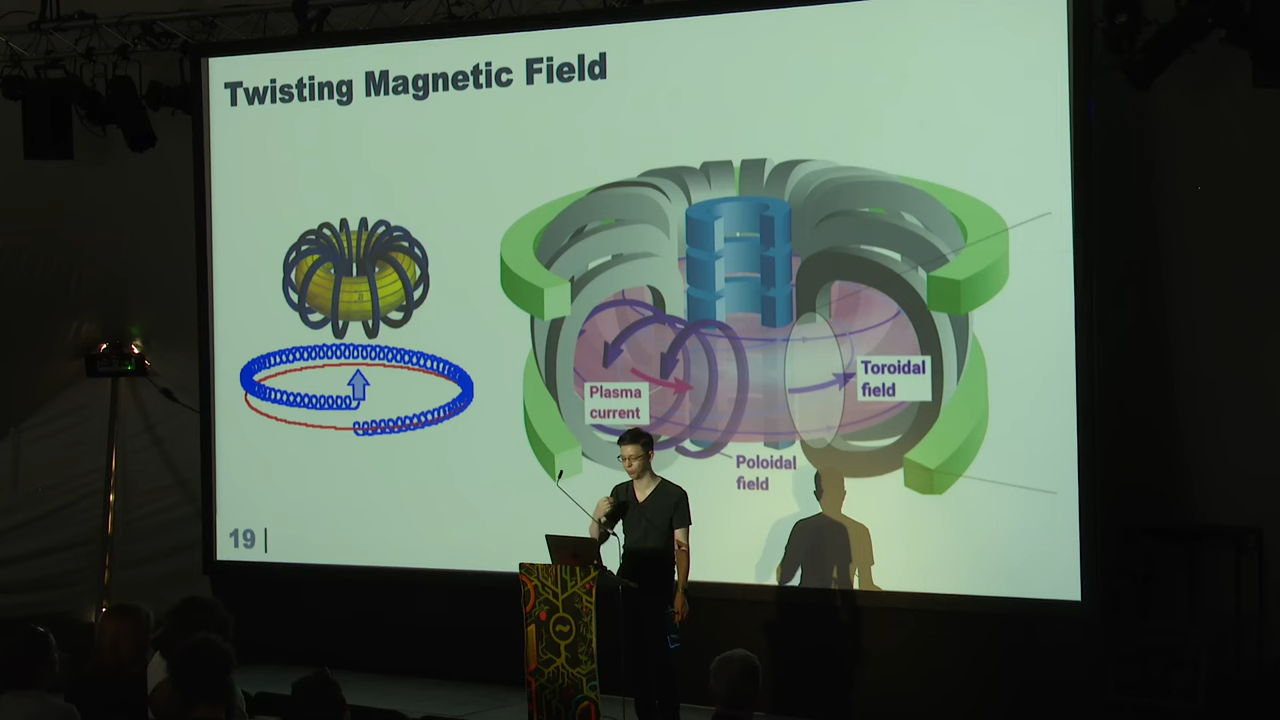 Twisting Magnetic Field
Plasma
current
Toroidal
field
Poloidal
field
19 |